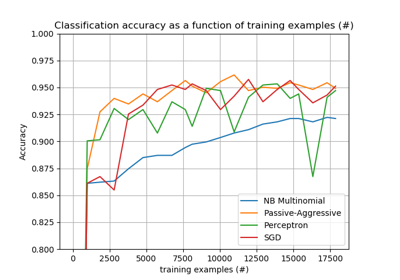 Classification accuracy as a function of training examples (#)
1.000
0.975
0.950
0.925
0.900
0.875
0.850
0.825
0.800
Accuracy
NB Multinomial
Passive-Aggressive
Perceptron
SGD
0 2500 5000 7500 10000 12500 15000 17500
training examples (#)